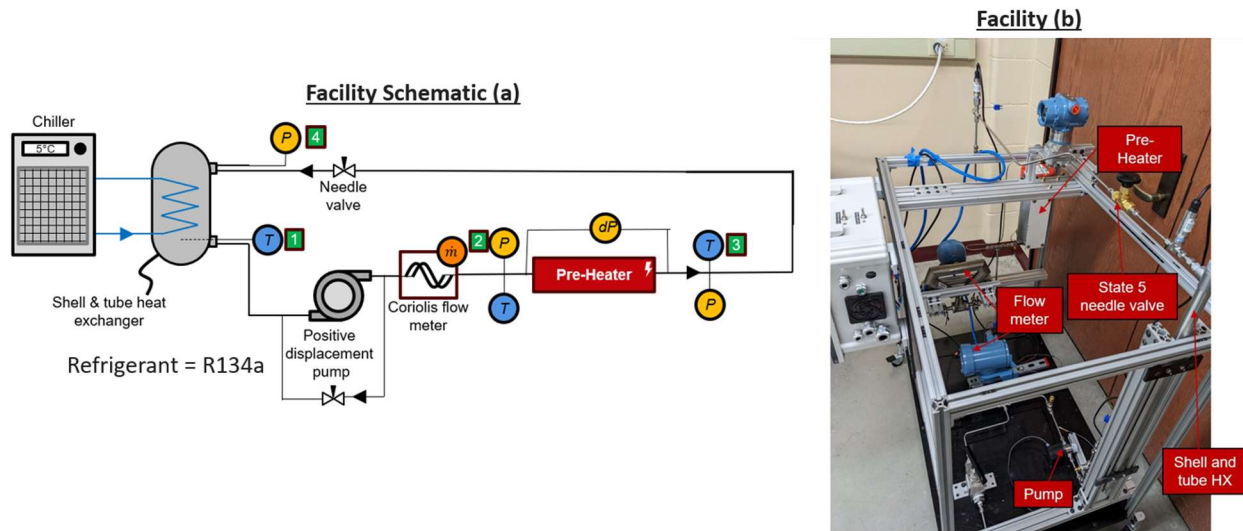 Facility Schematic (a)
Chiller
5°C
P
4
Needle
valve
T
1
Shell & tube heat
exchanger
Refrigerant = R134a
Positive
displacement
pump
ṁ
Coriolis flow
meter
2
P
T
dP
Pre-Heater
T
3
P
Facility (b)
Pre-
Heater
State 5
needle valve
Flow
meter
Shell and
tube HX
Pump